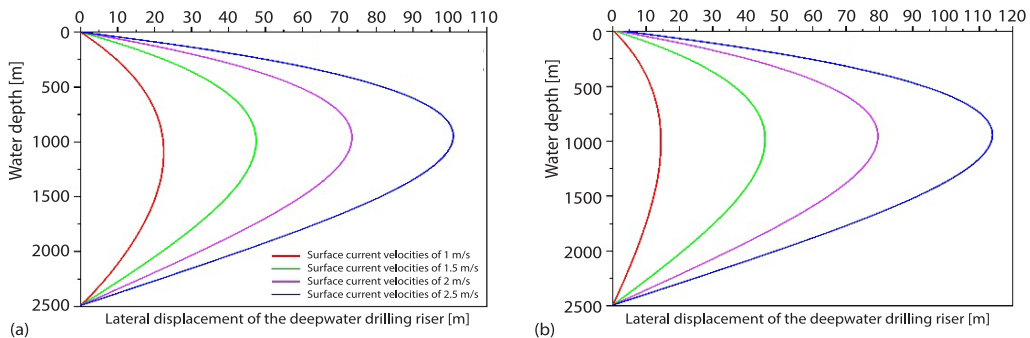 0 10 20 30 40 50 60 70 80 90 100 110
0
500
1000
1500
2000
2500
Water depth [m]
Surface current velocities of 1 m/s
Surface current velocities of 1.5 m/s
Surface current velocities of 2 m/s
Surface current velocities of 2.5 m/s
(a)
Lateral displacement of the deepwater drilling riser [m]
0 10 20 30 40 50 60 70 80 90 100 110 120
0
500
1000
1500
2000
2500
Water depth [m]
(b)
Lateral displacement of the deepwater drilling riser [m]